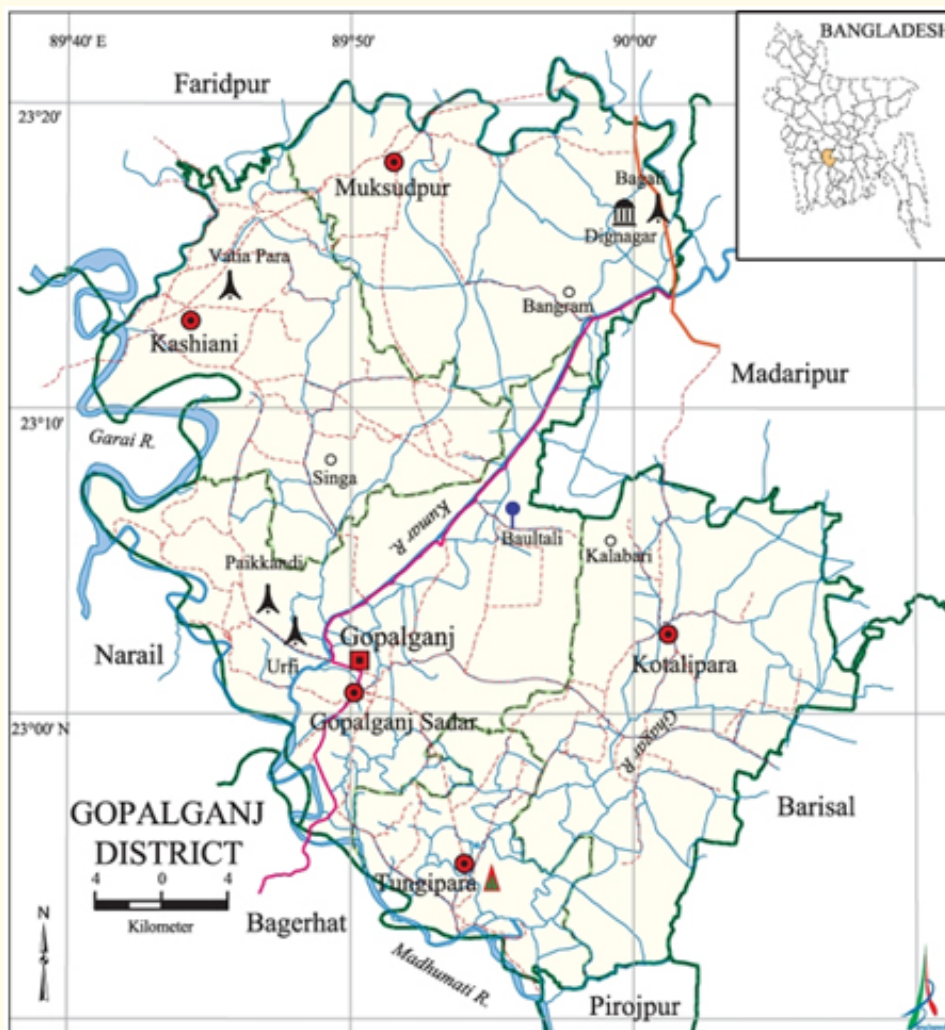 89°40' E
89°50'
90°00'
BANGLADESH
Faridpur
23°20'
Muksudpur
Dignagar
Vatia Para
Bangram
Kashiani
Madaripur
23°10'
Garai R.
Singa
Kumar R.
Baultali
Kalabari
Paikkandi
Narail
Gopalganj
Urfi
Kotalipara
Gopalganj Sadar
23°00' N
Ghagar R.
GOPALGANJ
DISTRICT
Barisal
4 0 4
Kilometer
Tungipara
Bagerhat
N
Madhumati R.
Pirojpur